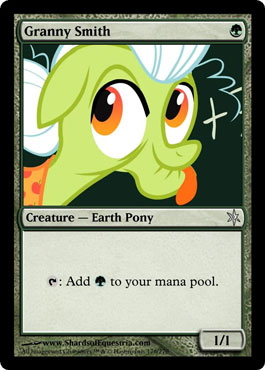 Granny Smith
Creature — Earth Pony
: Add to your mana pool.
www.ShardsofEquestria.com
1/1